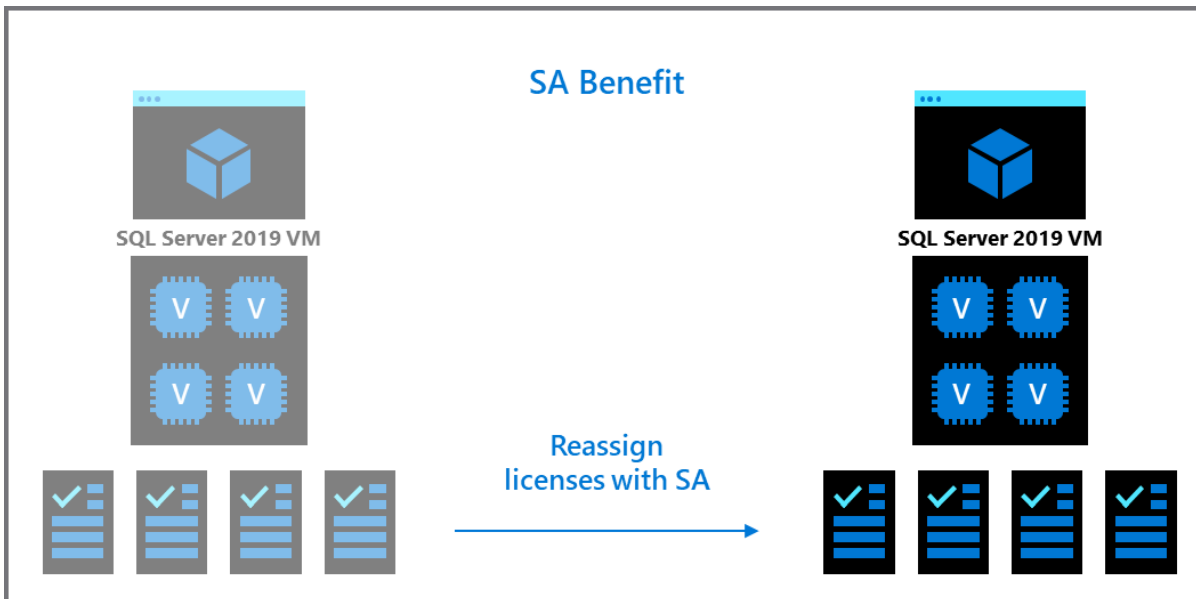 SA Benefit
SQL Server 2019 VM
V V
V V
SQL Server 2019 VM
V V
V V
Reassign
licenses with SA